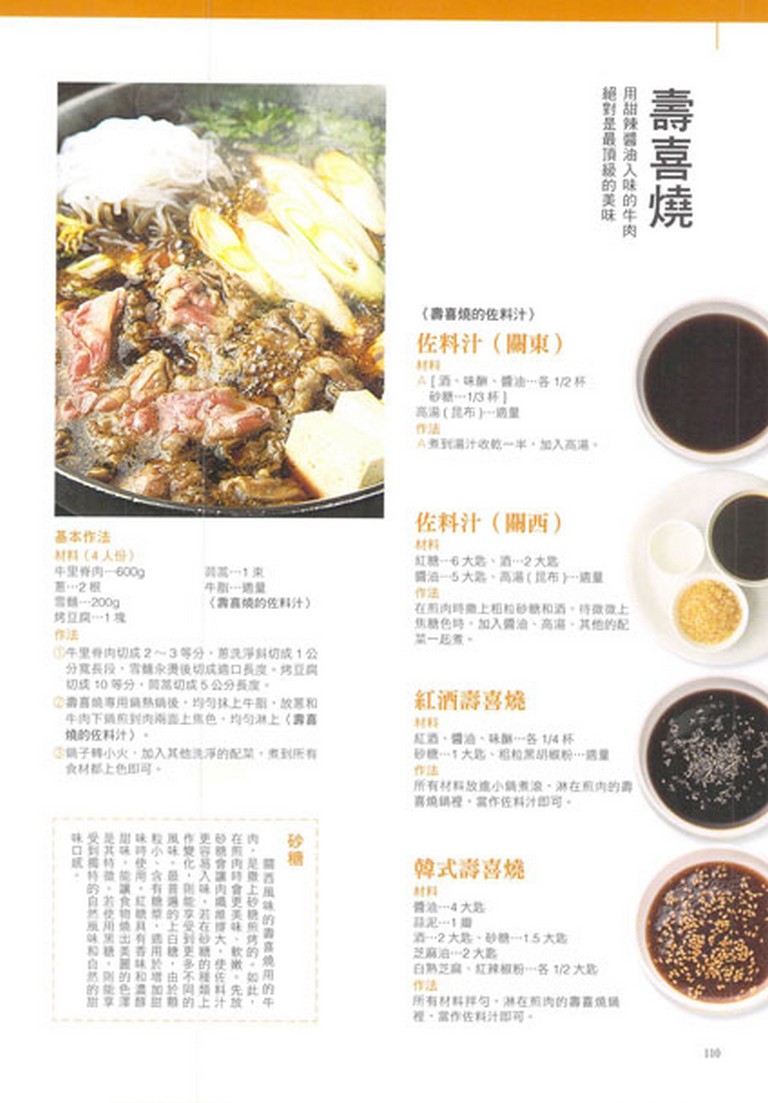 壽喜燒
用甜辣醬油入味的牛肉
絕對是最頂級的美味
〈壽喜燒的佐料汁〉
佐料汁（關東）
材料
A [ 酒、味醂、醬油…各 1/2 杯
砂糖…1/3 杯 ]
高湯 ( 昆布 )…適量
作法
A 煮到湯汁收乾一半，加入高湯。
佐料汁（關西）
材料
紅糖…6 大匙、酒…2 大匙
醬油…5 大匙、高湯 ( 昆布 )…適量
作法
在煎肉時撒上粗粒砂糖和酒。待微微上
焦糖色時，加入醬油、高湯、其他的配
菜一起煮。
紅酒壽喜燒
材料
紅酒、醬油、味醂…各 1/4 杯
砂糖…1 大匙、粗粒黑胡椒粉…適量
作法
所有材料放進小鍋煮滾，淋在煎肉的壽
喜燒鍋裡，當作佐料汁即可。
韓式壽喜燒
材料
醬油…4 大匙
蒜泥…1 瓣
酒…2 大匙、砂糖…1.5 大匙
芝麻油…2 大匙
白熟芝麻、紅辣椒粉…各 1/2 大匙
作法
所有材料拌勻，淋在煎肉的壽喜燒鍋
裡，當作佐料汁即可。
基本作法
材料（4 人份）
牛里脊肉…600g
蔥…2 根
雪麵…200g
烤豆腐…1 塊
茼蒿…1 束
牛脂…適量
〈壽喜燒的佐料汁〉
作法
①牛里脊肉切成 2～3 等分，蔥洗淨斜切成 1 公
分寬長段，雪麵汆燙後切成適口長度。烤豆腐
切成 10 等分，茼蒿切成 5 公分長度。
②壽喜燒專用鍋熱鍋後，均勻抹上牛脂，放蔥和
牛肉下鍋煎到肉兩面上焦色，均勻淋上〈壽喜
燒的佐料汁〉。
③鍋子轉小火，加入其他洗淨的配菜，煮到所有
食材都上色即可。
砂糖
關西風味的壽喜燒用的牛
肉，是撒上砂糖煎烤的。如此，
在煎肉時會更美味、軟嫩。先放
砂糖會讓肉纖維撐大，使佐料汁
更容易入味。若在砂糖的種類上
作變化，則能享受到更多不同的
風味。最普遍的上白糖，由於顆
粒小、含有糖漿，適用於增加甜
味時使用。紅糖具有香味和濃醇
甜味，能讓食物燒出美麗的色澤
是其特徵。若使用黑糖，則能享
受到獨特的自然風味和自然的甜
味口感。
110